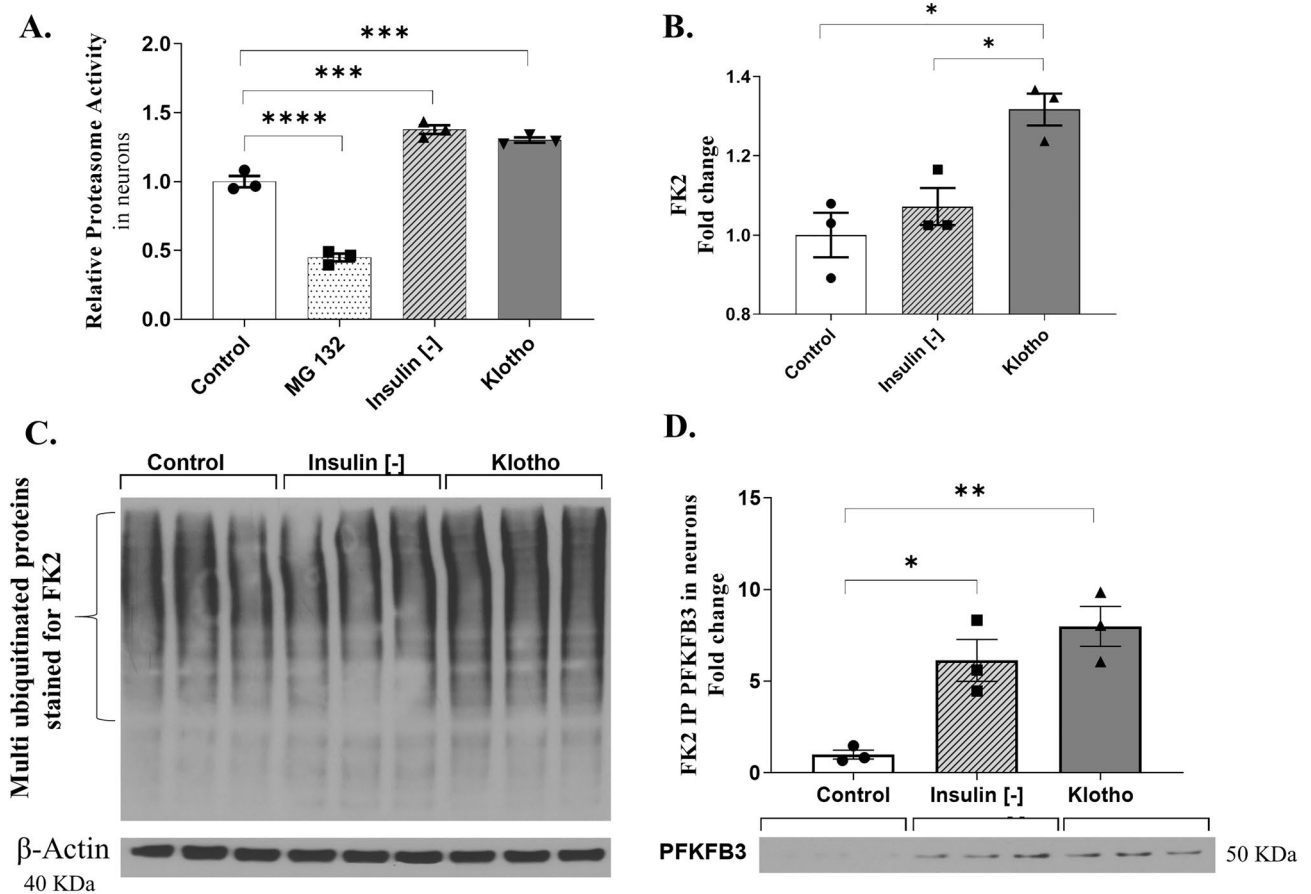 A.
Relative Proteasome Activity
in neurons
2.0
1.5
1.0
0.5
0.0
***
***
****
Control
MG 132
Insulin [-]
Klotho
B.
FK2
Fold change
1.4
1.2
1.0
0.8
*
*
Control
Insulin [-]
Klotho
C.
Control
Insulin [-]
Klotho
Multi ubiquitinated proteins
stained for FK2
β-Actin
40 KDa
D.
FK2 IP PFKFB3 in neurons
Fold change
15
10
5
0
**
*
Control
Insulin [-]
Klotho
PFKFB3
50 KDa